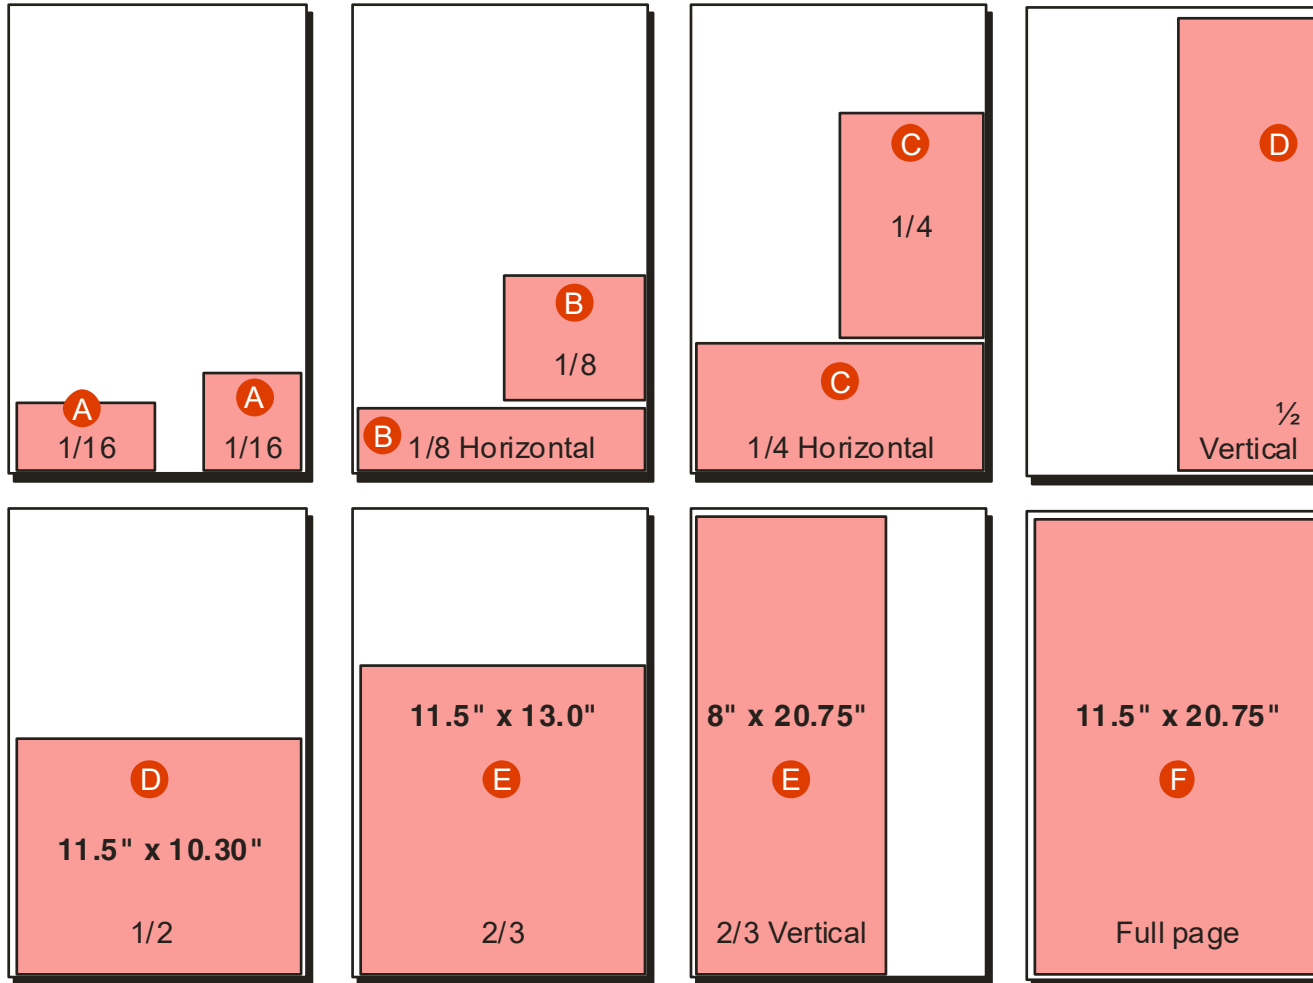 A
1/16
A
1/16
B
1/8
B 1/8 Horizontal
C
1/4
C
1/4 Horizontal
D
½
Vertical
D
11.5" x 10.30"
1/2
11.5" x 13.0"
E
2/3
8" x 20.75"
E
2/3 Vertical
11.5" x 20.75"
F
Full page